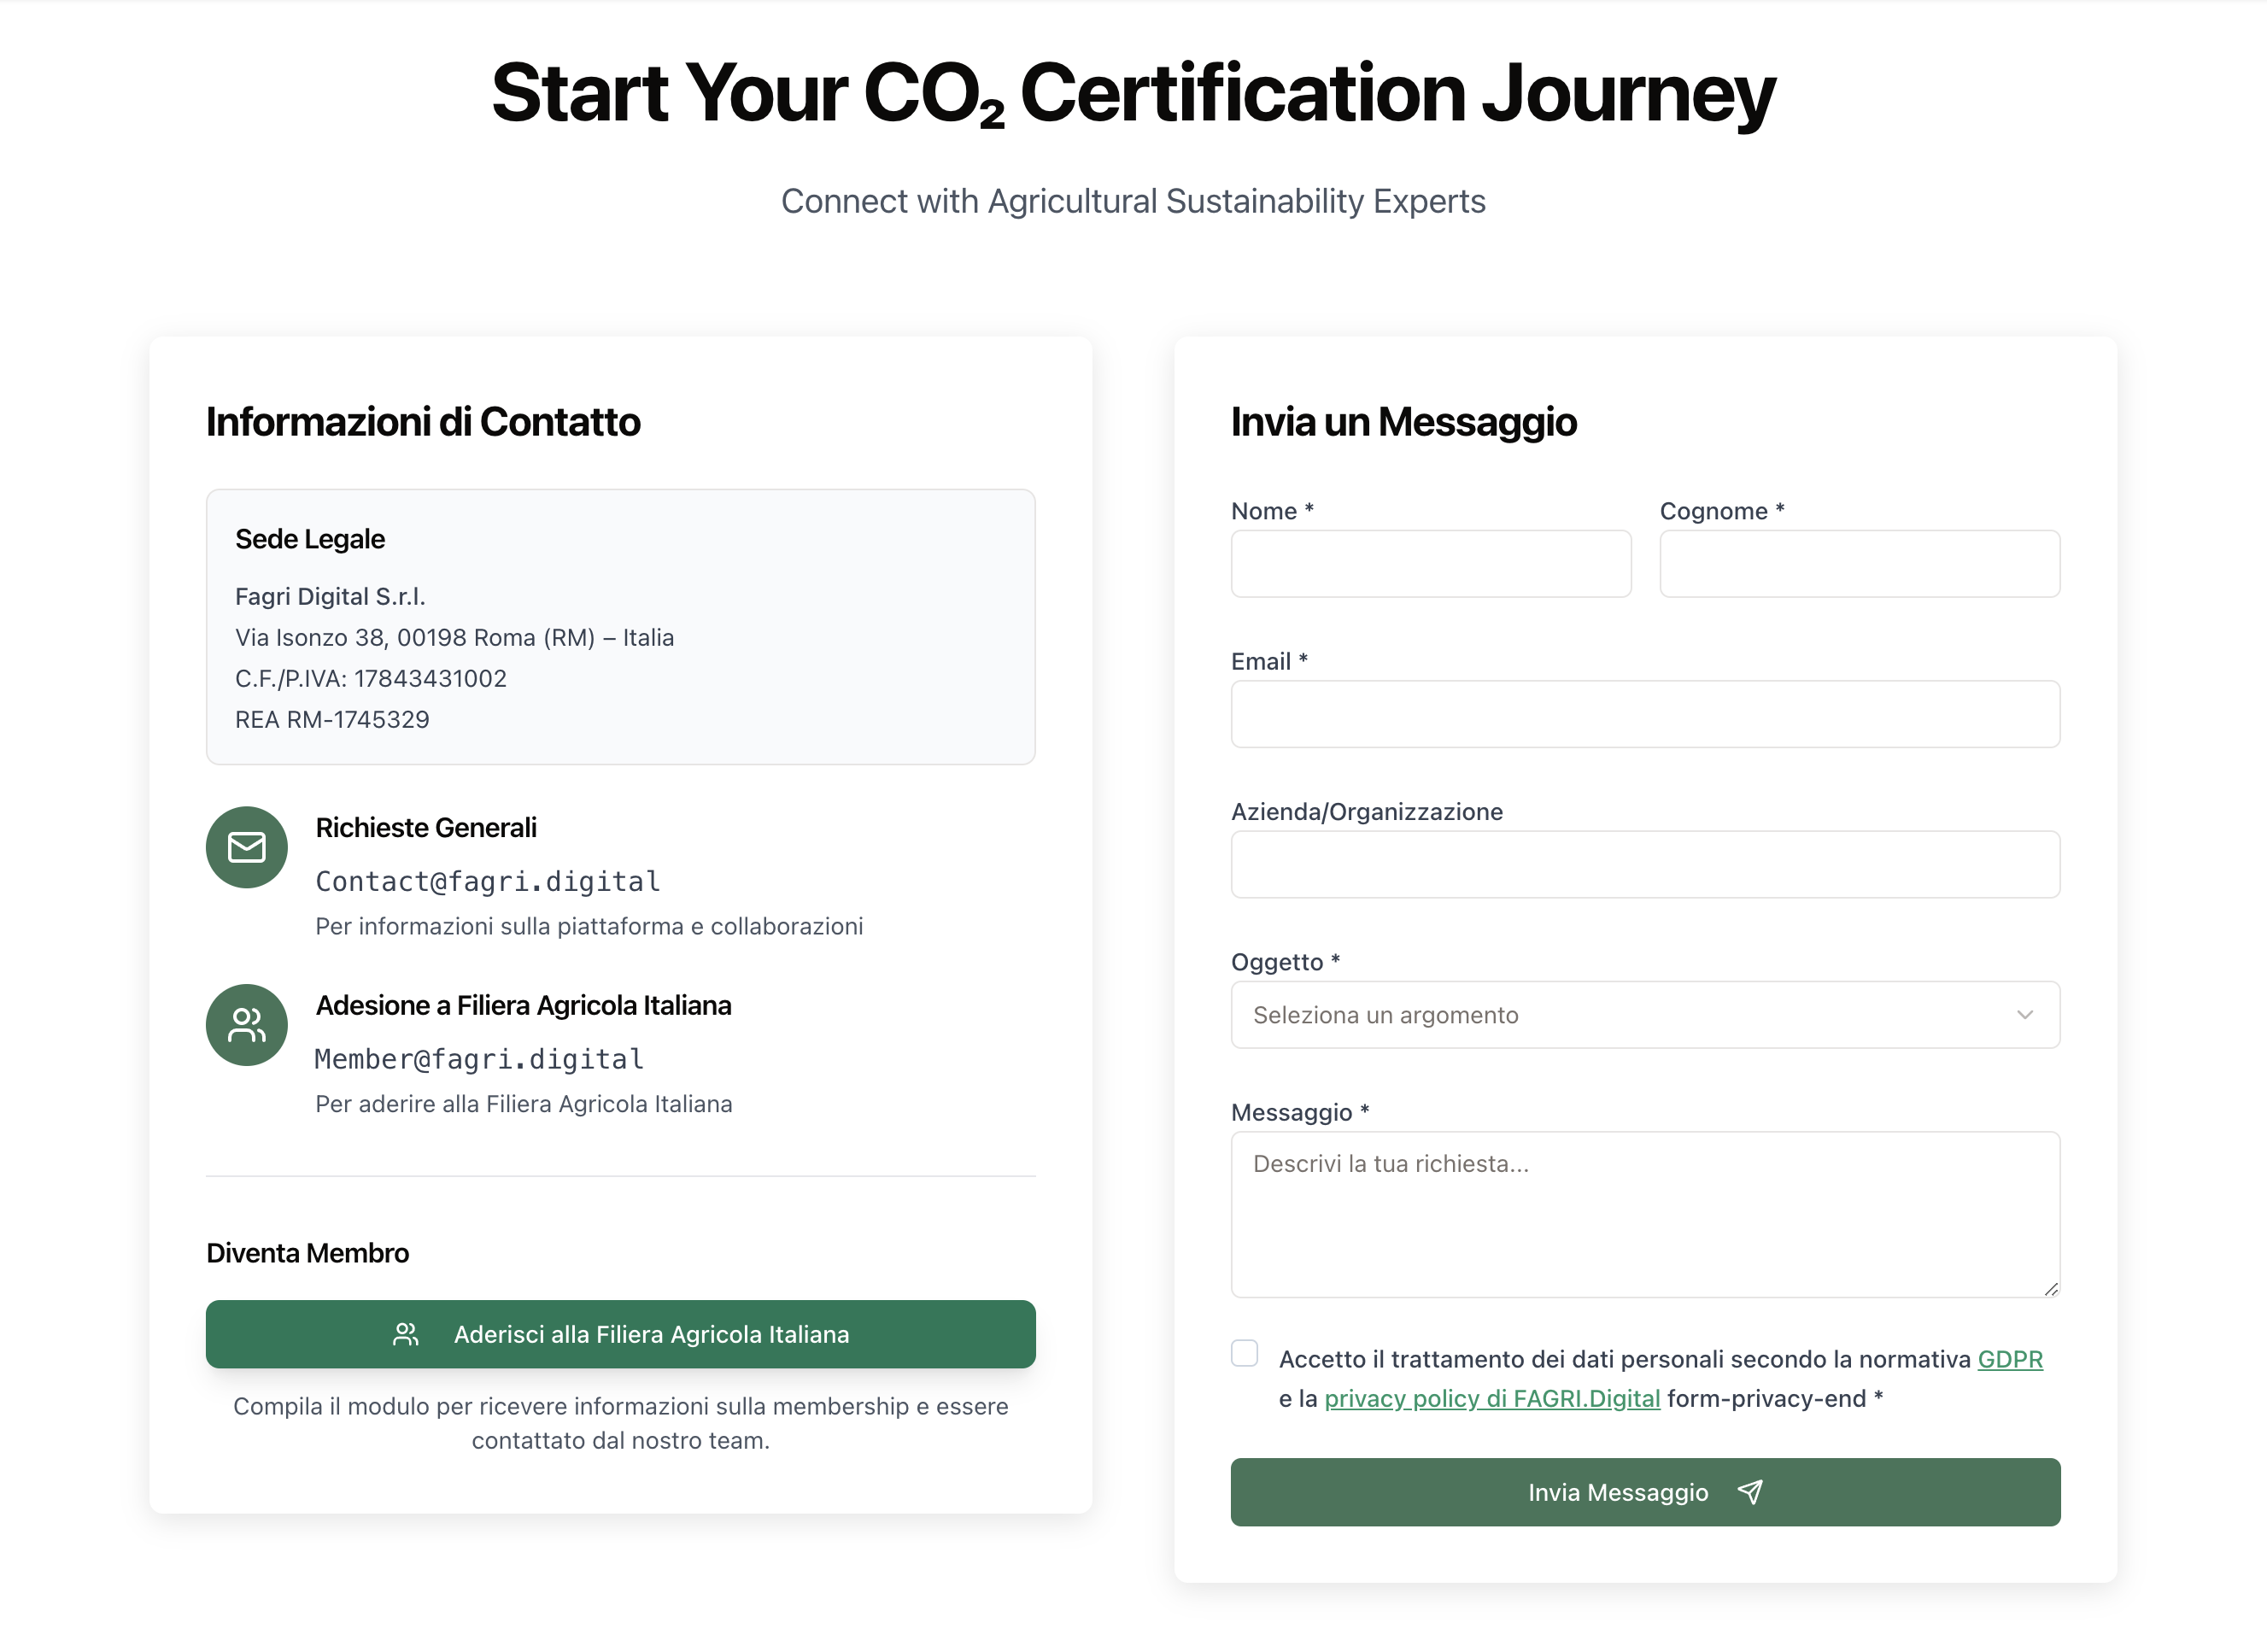 Start Your CO₂ Certification Journey
Connect with Agricultural Sustainability Experts
Informazioni di Contatto
Sede Legale
Fagri Digital S.r.l.
Via Isonzo 38, 00198 Roma (RM) – Italia
C.F./P.IVA: 17843431002
REA RM-1745329
Richieste Generali
Contact@fagri.digital
Per informazioni sulla piattaforma e collaborazioni
Adesione a Filiera Agricola Italiana
Member@fagri.digital
Per aderire alla Filiera Agricola Italiana
Diventa Membro
Aderisci alla Filiera Agricola Italiana
Compila il modulo per ricevere informazioni sulla membership e essere
contattato dal nostro team.
Invia un Messaggio
Nome *
Cognome *
Email *
Azienda/Organizzazione
Oggetto *
Seleziona un argomento
Messaggio *
Descrivi la tua richiesta...
Accetto il trattamento dei dati personali secondo la normativa GDPR
e la privacy policy di FAGRI.Digital form-privacy-end *
Invia Messaggio